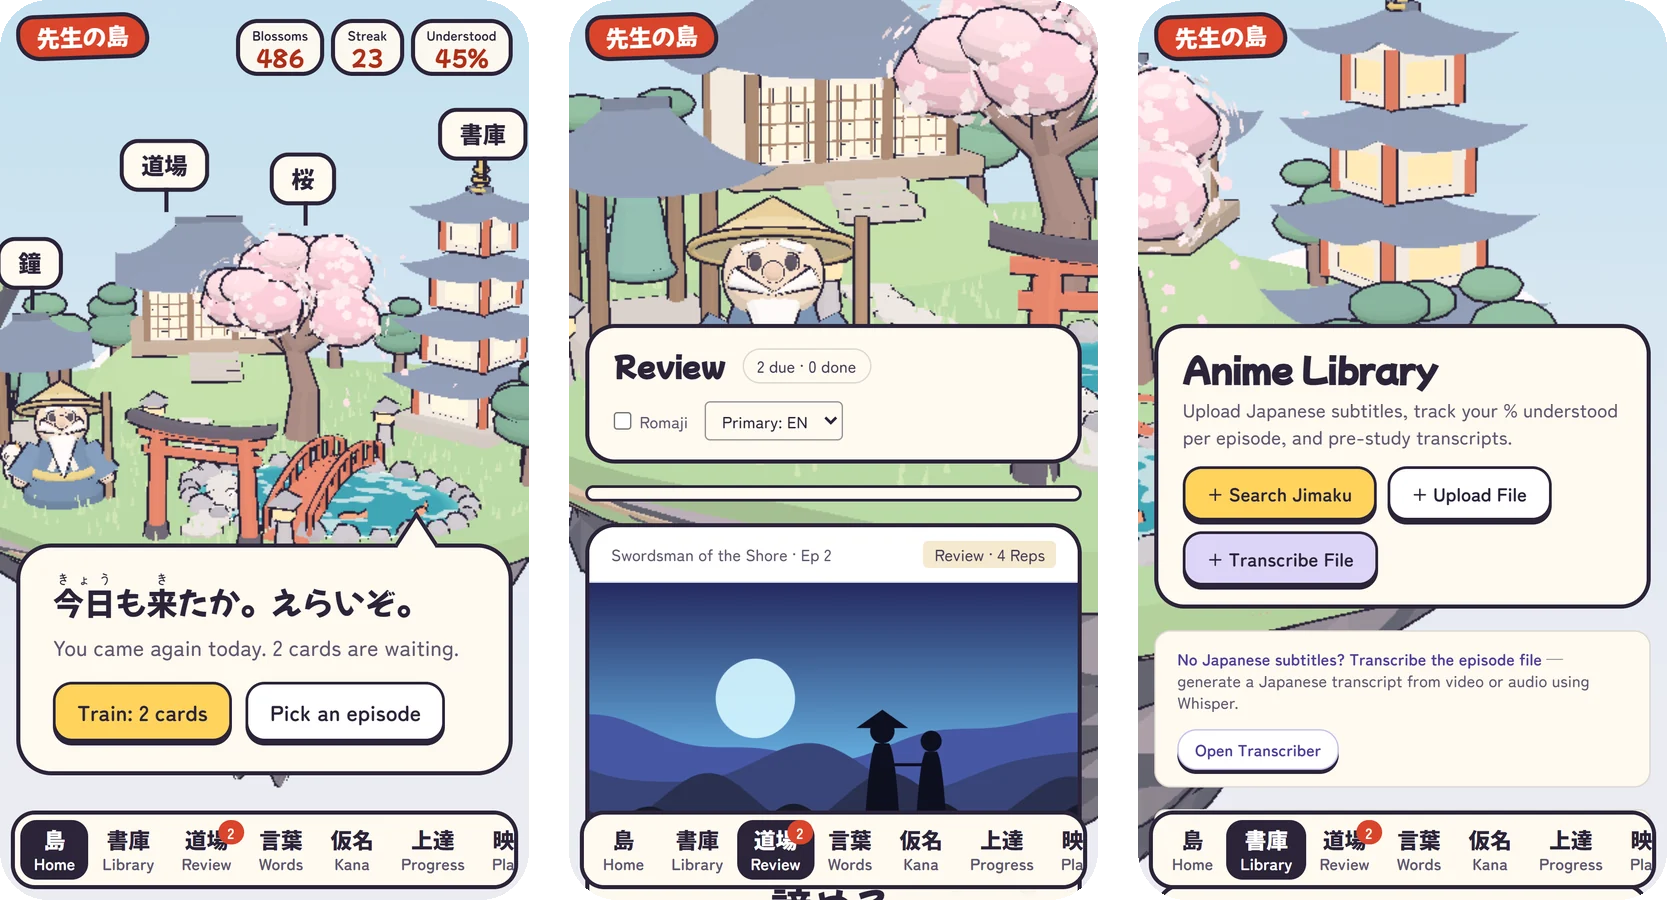 先生の島
Blossoms
486
Streak
23
Understood
45%
書庫
道場
桜
鐘
きょう き
今日も来たか。えらいぞ。
You came again today. 2 cards are waiting.
Train: 2 cards
Pick an episode
島
Home
書庫
Library
道場
2
Review
言葉
Words
仮名
Kana
上達
Progress
映
Pla
先生の島
Review
2 due · 0 done
Romaji
Primary: EN
Swordsman of the Shore · Ep 2
Review · 4 Reps
島
Home
書庫
Library
道場
2
Review
言葉
Words
仮名
Kana
上達
Progress
映
Pla
先生の島
Anime Library
Upload Japanese subtitles, track your % understood
per episode, and pre-study transcripts.
+ Search Jimaku
+ Upload File
+ Transcribe File
No Japanese subtitles? Transcribe the episode file —
generate a Japanese transcript from video or audio using
Whisper.
Open Transcriber
島
Home
書庫
Library
道場
2
Review
言葉
Words
仮名
Kana
上達
Progress
映
Pla